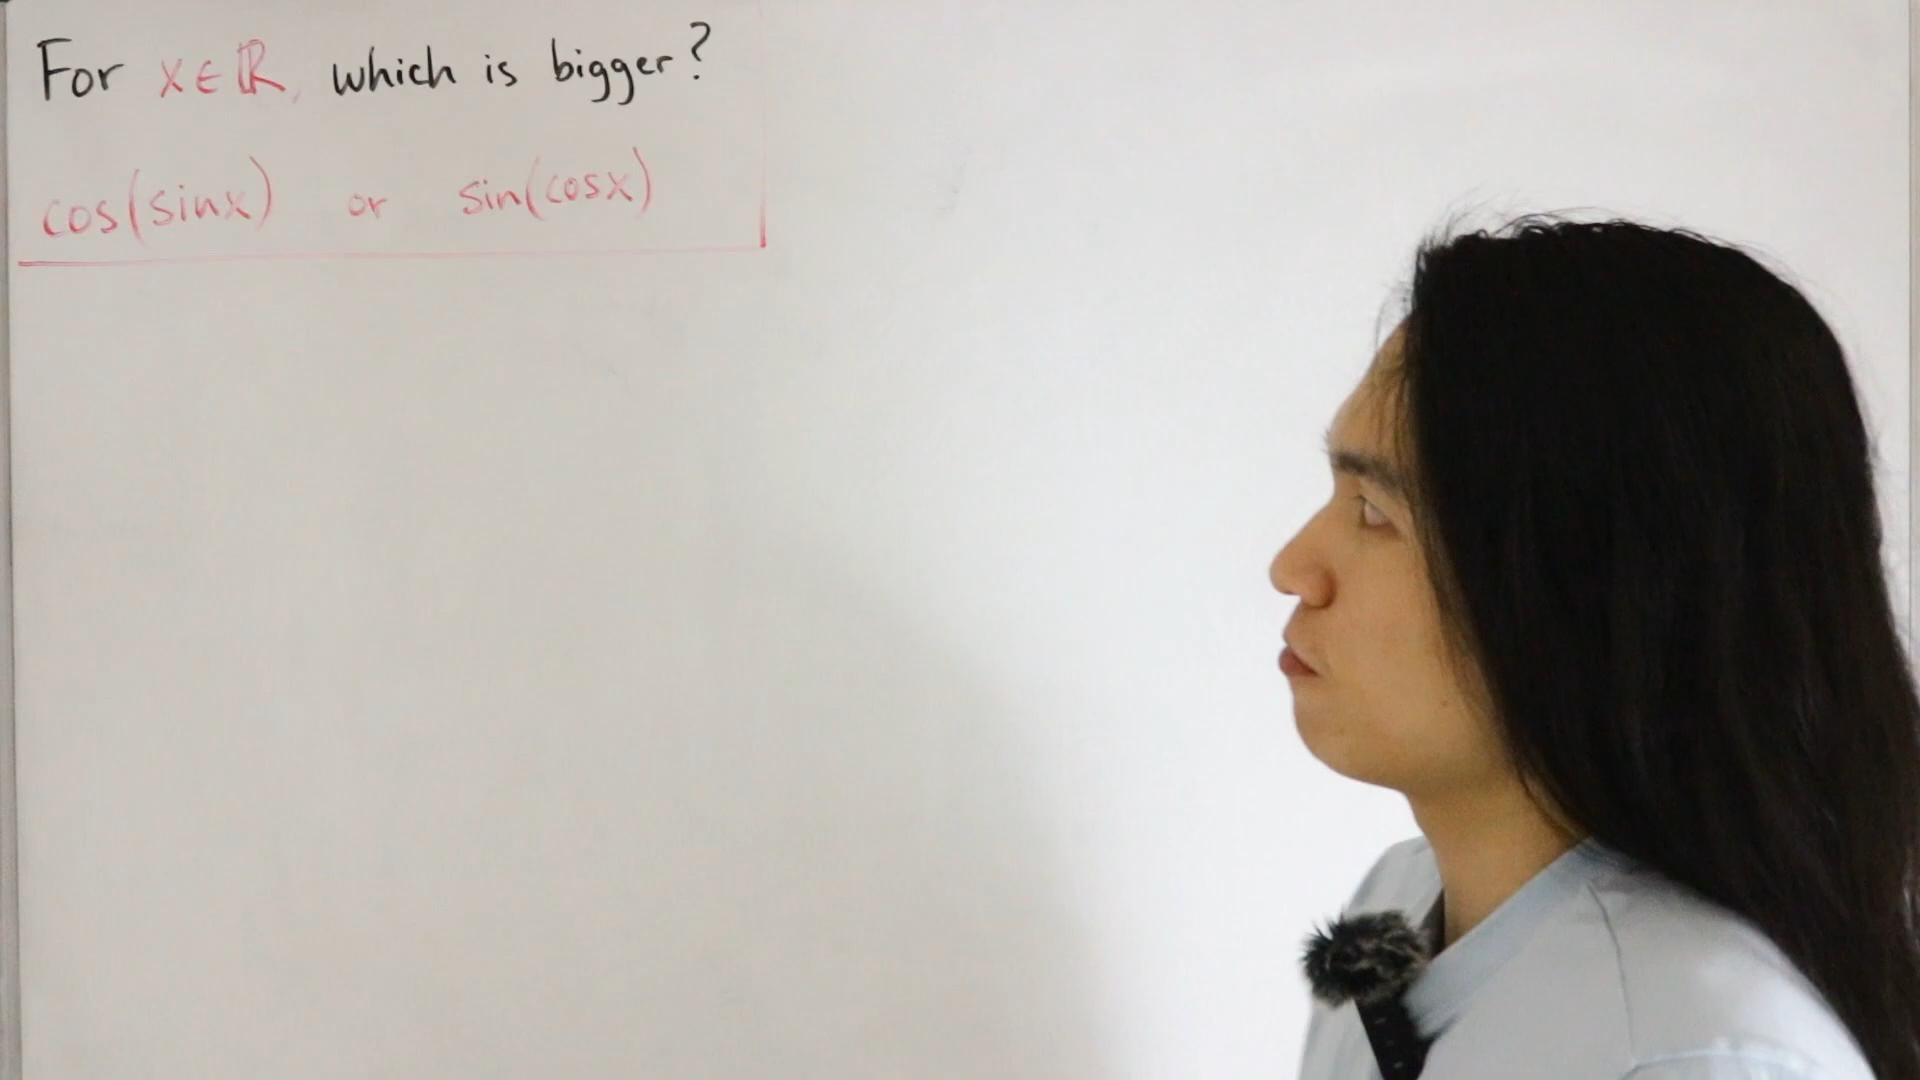 For x∈ℝ, which is bigger?
cos(sinx) or sin(cosx)